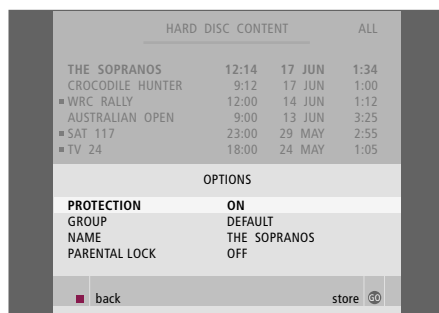 HARD DISC CONTENT ALL
THE SOPRANOS 12:14 17 JUN 1:34
CROCODILE HUNTER 9:12 17 JUN 1:00
WRC RALLY 12:00 14 JUN 1:12
AUSTRALIAN OPEN 9:00 13 JUN 3:25
SAT 117 23:00 29 MAY 2:55
TV 24 18:00 24 MAY 1:05
OPTIONS
PROTECTION ON
GROUP DEFAULT
NAME THE SOPRANOS
PARENTAL LOCK OFF
back store GO